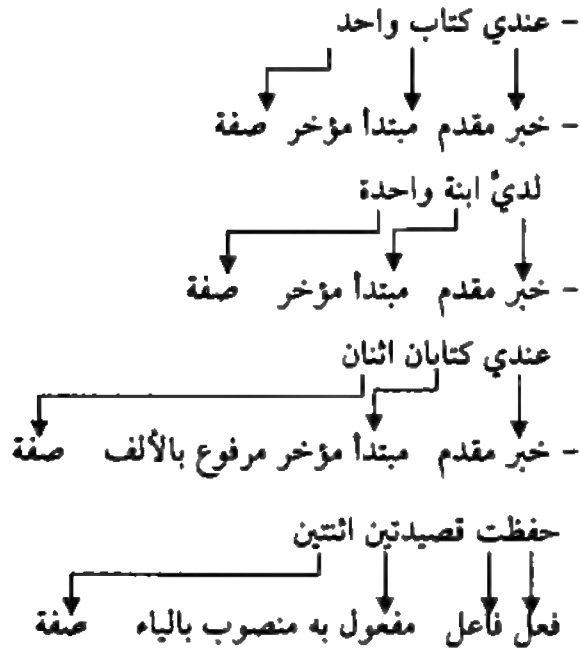 - عندي كتاب واحد
- خبر مقدم مبتدأ مؤخر صفة
لديَّ ابنة واحدة
- خبر مقدم مبتدأ مؤخر صفة
عندي كتابان اثنان
- خبر مقدم مبتدأ مؤخر مرفوع بالألف صفة
حفظت قصيدتين اثنتين
فعل فاعل مفعول به منصوب بالياء صفة